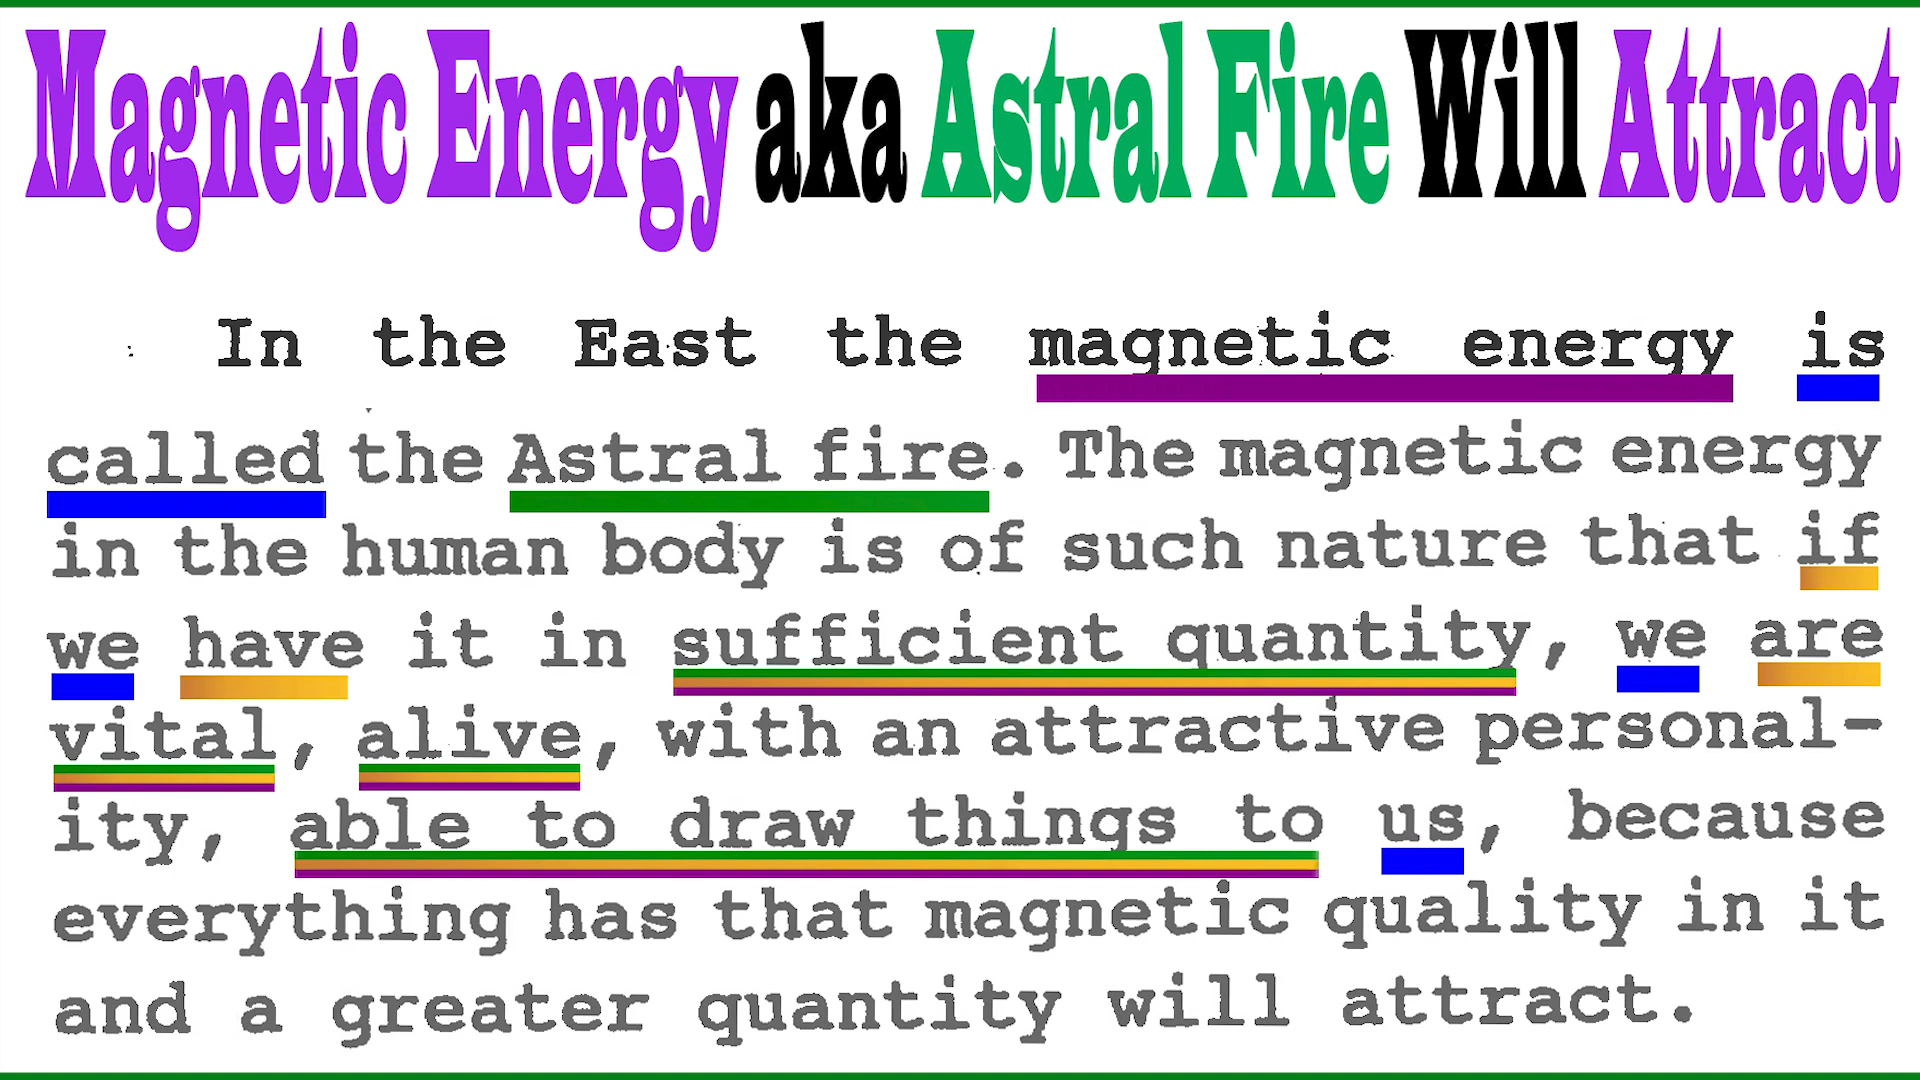 Magnetic Energy aka Astral Fire Will Attract
In the East the magnetic energy is
called the Astral fire. The magnetic energy
in the human body is of such nature that if
we have it in sufficient quantity, we are
vital, alive, with an attractive personal-
ity, able to draw things to us, because
everything has that magnetic quality in it
and a greater quantity will attract.